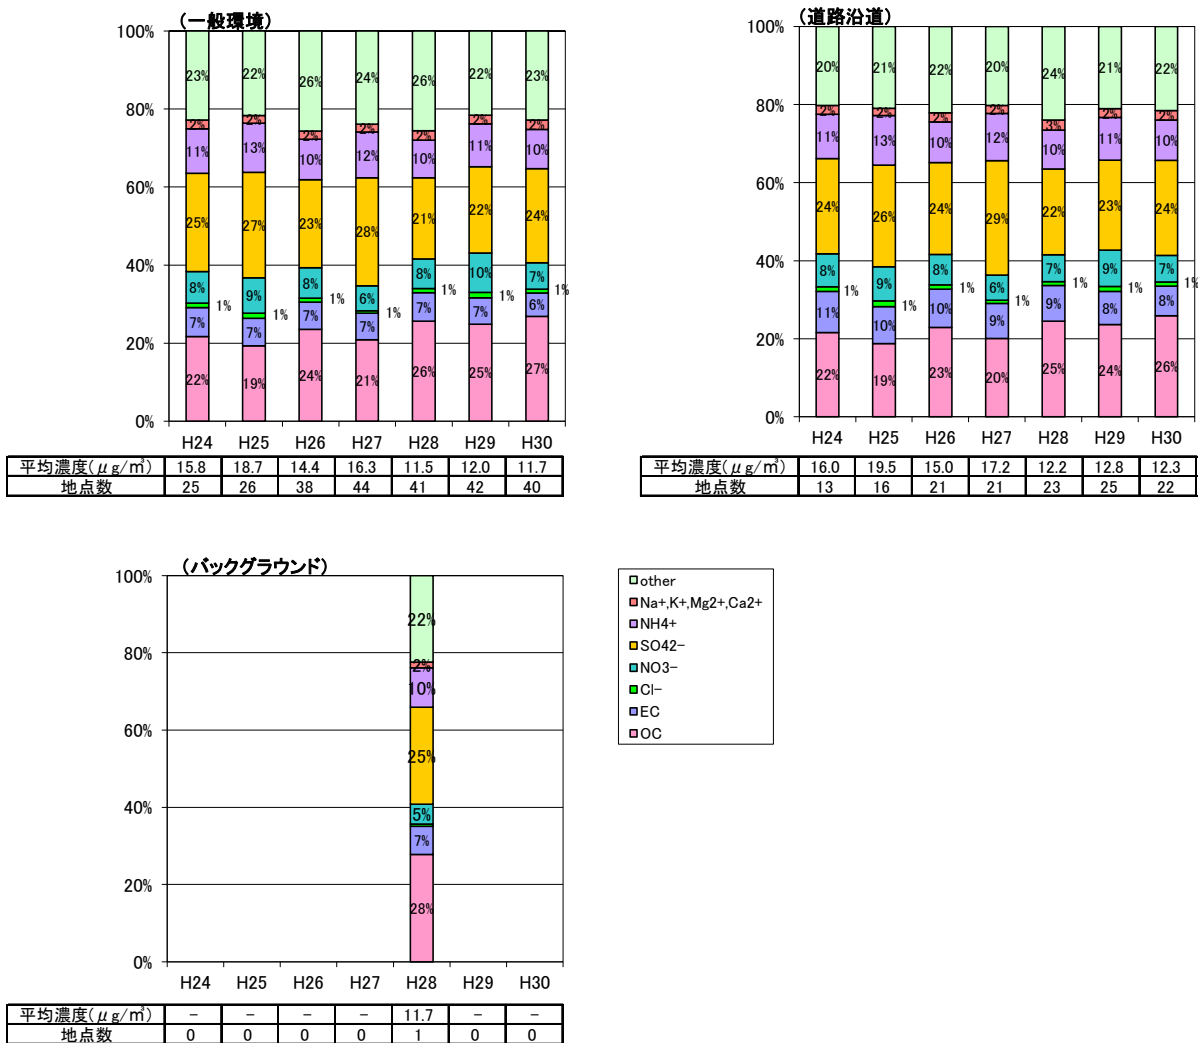 (一般環境)
100%
80%
60%
40%
20%
0%
23% 22% 26% 24% 26% 22% 23%
2% 2% 2% 2% 2% 2% 2%
11% 13% 10% 12% 10% 11% 10%
25% 27% 23% 28% 21% 22% 24%
8% 9% 8% 6% 8% 10% 7%
1% 1% 1% 1% 1% 1% 1%
7% 7% 7% 7% 7% 7% 6%
22% 19% 24% 21% 26% 25% 27%
H24 H25 H26 H27 H28 H29 H30
平均濃度(μg/㎥) 15.8 18.7 14.4 16.3 11.5 12.0 11.7
地点数 25 26 38 44 41 42 40
(道路沿道)
100%
80%
60%
40%
20%
0%
20% 21% 22% 20% 24% 21% 22%
2% 2% 2% 2% 3% 2% 2%
11% 13% 10% 12% 10% 11% 10%
24% 26% 24% 29% 22% 23% 24%
8% 9% 8% 6% 7% 9% 7%
1% 1% 1% 1% 1% 1% 1%
11% 10% 10% 9% 9% 8% 8%
22% 19% 23% 20% 25% 24% 26%
H24 H25 H26 H27 H28 H29 H30
平均濃度(μg/㎥) 16.0 19.5 15.0 17.2 12.2 12.8 12.3
地点数 13 16 21 21 23 25 22
(バックグラウンド)
100%
80%
60%
40%
20%
0%
22%
2%
10%
25%
5%
7%
28%
H24 H25 H26 H27 H28 H29 H30
平均濃度(μg/㎥) － － － － 11.7 － －
地点数 0 0 0 0 1 0 0
other
Na+,K+,Mg2+,Ca2+
NH4+
SO42-
NO3-
Cl-
EC
OC